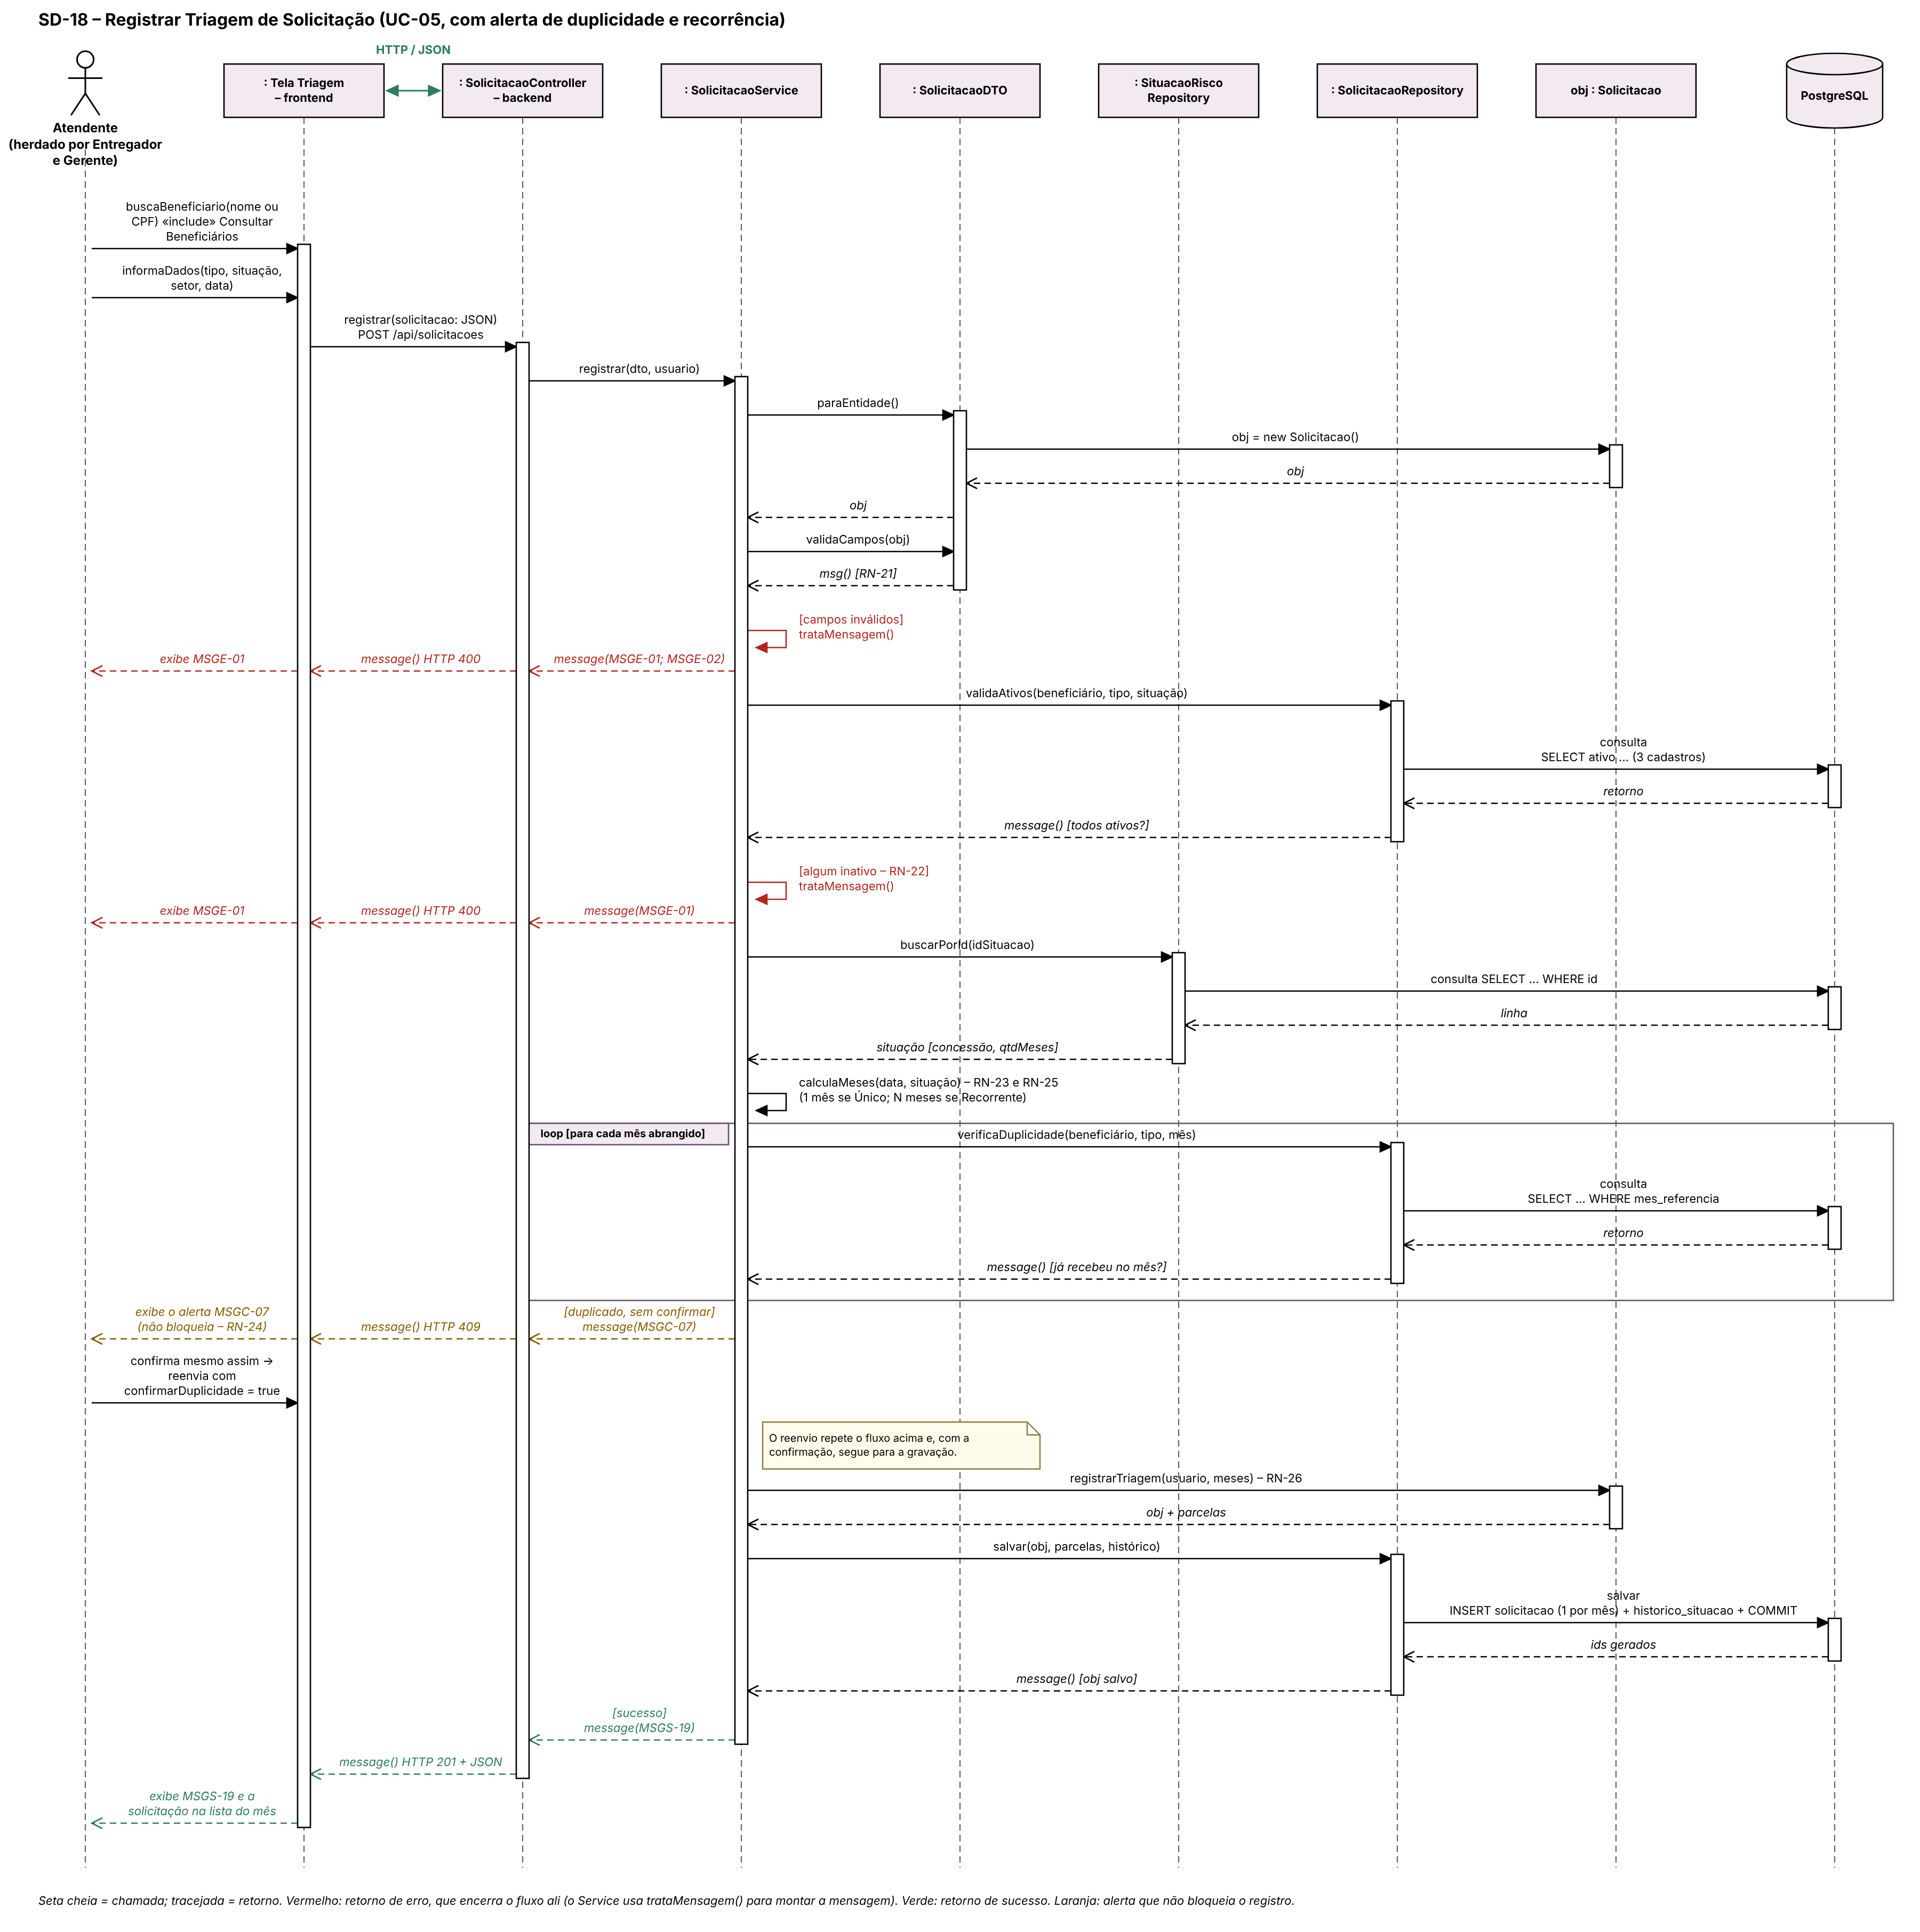 SD-18 – Registrar Triagem de Solicitação (UC-05, com alerta de duplicidade e recorrência)
HTTP / JSON
Atendente
(herdado por Entregador
e Gerente)
: Tela Triagem
– frontend
: SolicitacaoController
– backend
: SolicitacaoService
: SolicitacaoDTO
: SituacaoRisco
Repository
: SolicitacaoRepository
obj : Solicitacao
PostgreSQL
buscaBeneficiario(nome ou
CPF) «include» Consultar
Beneficiários
informaDados(tipo, situação,
setor, data)
registrar(solicitacao: JSON)
POST /api/solicitacoes
registrar(dto, usuario)
paraEntidade()
obj = new Solicitacao()
obj
obj
validaCampos(obj)
msg() [RN-21]
[campos inválidos]
trataMensagem()
exibe MSGE-01
message() HTTP 400
message(MSGE-01; MSGE-02)
validaAtivos(beneficiário, tipo, situação)
consulta
SELECT ativo ... (3 cadastros)
retorno
message() [todos ativos?]
[algum inativo – RN-22]
trataMensagem()
exibe MSGE-01
message() HTTP 400
message(MSGE-01)
buscarPorId(idSituacao)
consulta SELECT ... WHERE id
linha
situação [concessão, qtdMeses]
calculaMeses(data, situação) – RN-23 e RN-25
(1 mês se Único; N meses se Recorrente)
loop [para cada mês abrangido]
verificaDuplicidade(beneficiário, tipo, mês)
consulta
SELECT ... WHERE mes_referencia
retorno
message() [já recebeu no mês?]
exibe o alerta MSGC-07
(não bloqueia – RN-24)
message() HTTP 409
[duplicado, sem confirmar]
message(MSGC-07)
confirma mesmo assim →
reenvia com
confirmarDuplicidade = true
O reenvio repete o fluxo acima e, com a
confirmação, segue para a gravação.
registrarTriagem(usuario, meses) – RN-26
obj + parcelas
salvar(obj, parcelas, histórico)
salvar
INSERT solicitacao (1 por mês) + historico_situacao + COMMIT
ids gerados
message() [obj salvo]
[sucesso]
message(MSGS-19)
message() HTTP 201 + JSON
exibe MSGS-19 e a
solicitação na lista do mês
Seta cheia = chamada; tracejada = retorno. Vermelho: retorno de erro, que encerra o fluxo ali (o Service usa trataMensagem() para montar a mensagem). Verde: retorno de sucesso. Laranja: alerta que não bloqueia o registro.